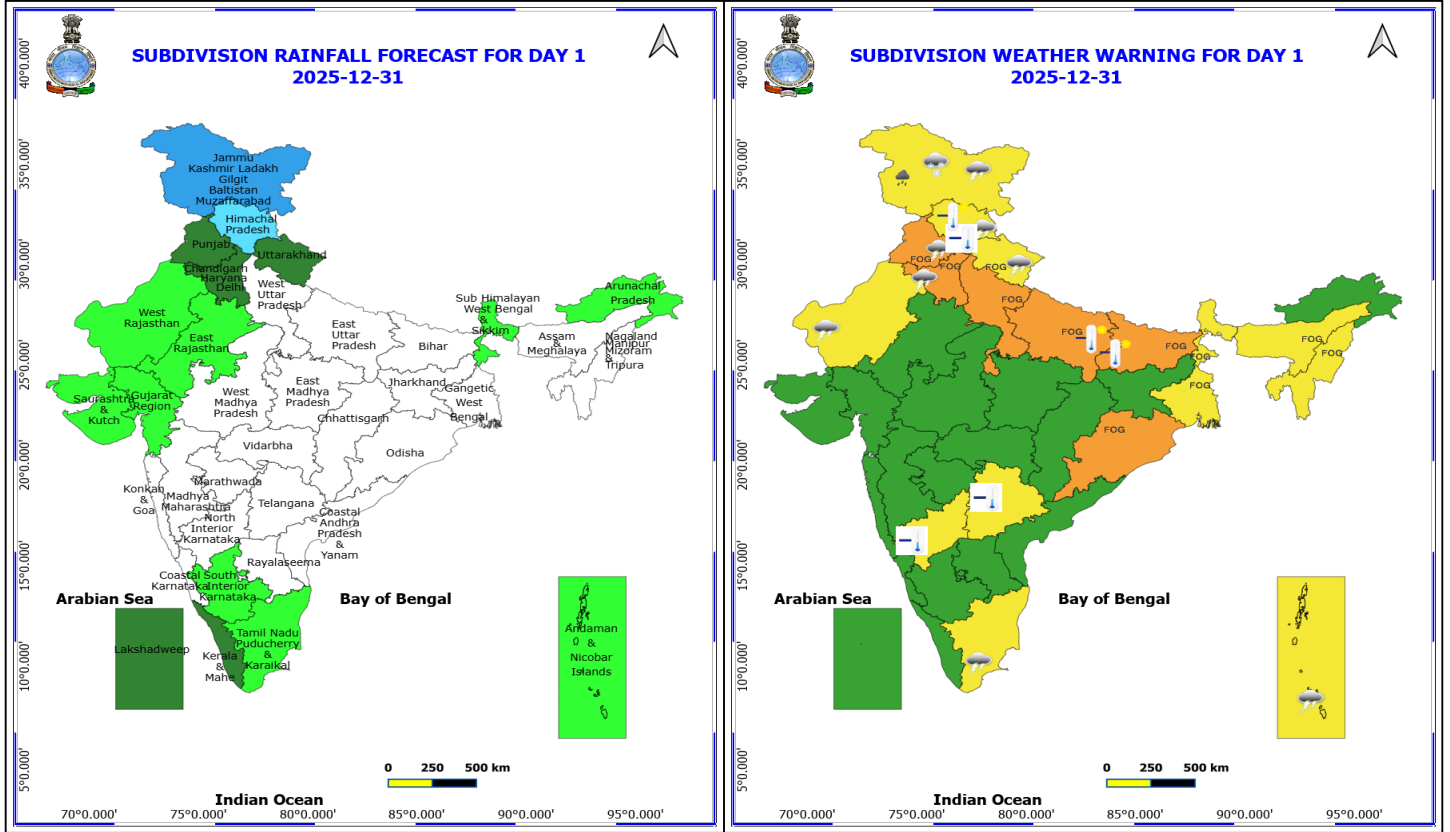 SUBDIVISION RAINFALL FORECAST FOR DAY 1
2025-12-31
40°0.000'
35°0.000'
30°0.000'
25°0.000'
20°0.000'
15°0.000'
10°0.000'
5°0.000'
Jammu
Kashmir Ladakh
Gilgit
Baltistan
Muzaffarabad
Himachal
Pradesh
Punjab
Uttarakhand
Chandigarh
Haryana
Delhi
West
Uttar
Pradesh
West
Rajasthan
East
Rajasthan
East
Uttar
Pradesh
Bihar
Sub Himalayan
West Bengal
&
Sikkim
Arunachal
Pradesh
Assam
&
Meghalaya
Nagaland
Manipur
Mizoram
&
Tripura
Saurashtra
&
Kutch
Gujarat
Region
West
Madhya
Pradesh
East
Madhya
Pradesh
Jharkhand
Gangetic
West
Bengal
Chhattisgarh
Vidarbha
Odisha
Konkan
&
Goa
Madhya
Maharashtra
Marathwada
Telangana
North
Interior
Karnataka
Coastal
Andhra
Pradesh
&
Yanam
Rayalaseema
Coastal
Karnataka
South
Interior
Karnataka
Tamil Nadu
Puducherry
&
Karaikal
Kerala
&
Mahe
Lakshadweep
Andaman
&
Nicobar
Islands
Arabian Sea
Bay of Bengal
0 250 500 km
Indian Ocean
70°0.000' 75°0.000' 80°0.000' 85°0.000' 90°0.000' 95°0.000'
SUBDIVISION WEATHER WARNING FOR DAY 1
2025-12-31
40°0.000'
35°0.000'
30°0.000'
25°0.000'
20°0.000'
15°0.000'
10°0.000'
5°0.000'
FOG
FOG
FOG
FOG
FOG
FOG
FOG
FOG
FOG
FOG
FOG
Arabian Sea
Bay of Bengal
0 250 500 km
Indian Ocean
70°0.000' 75°0.000' 80°0.000' 85°0.000' 90°0.000' 95°0.000'